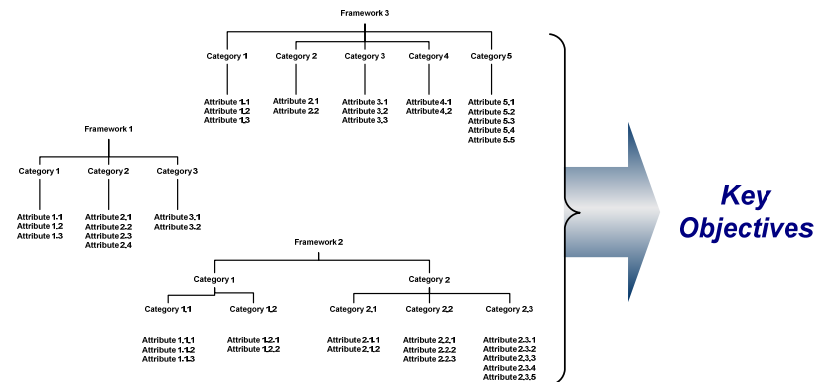 Framework 3
Category 1 Category 2 Category 3 Category 4 Category 5
Attribute 1.1 Attribute 2.1 Attribute 3.1 Attribute 4.1 Attribute 5.1
Attribute 1.2 Attribute 2.2 Attribute 3.2 Attribute 4.2 Attribute 5.2
Attribute 1.3 Attribute 3.3 Attribute 5.3
Attribute 5.4
Attribute 5.5
Framework 1
Category 1 Category 2 Category 3
Attribute 1.1 Attribute 2.1 Attribute 3.1
Attribute 1.2 Attribute 2.2 Attribute 3.2
Attribute 1.3 Attribute 2.3
Attribute 2.4
Framework 2
Category 1 Category 2
Category 1.1 Category 1.2 Category 2.1 Category 2.2 Category 2.3
Attribute 1.1.1 Attribute 1.2.1 Attribute 2.1.1 Attribute 2.2.1 Attribute 2.3.1
Attribute 1.1.2 Attribute 1.2.2 Attribute 2.1.2 Attribute 2.2.2 Attribute 2.3.2
Attribute 1.1.3 Attribute 2.2.3 Attribute 2.3.3
Attribute 2.3.4
Attribute 2.3.5
Key
Objectives